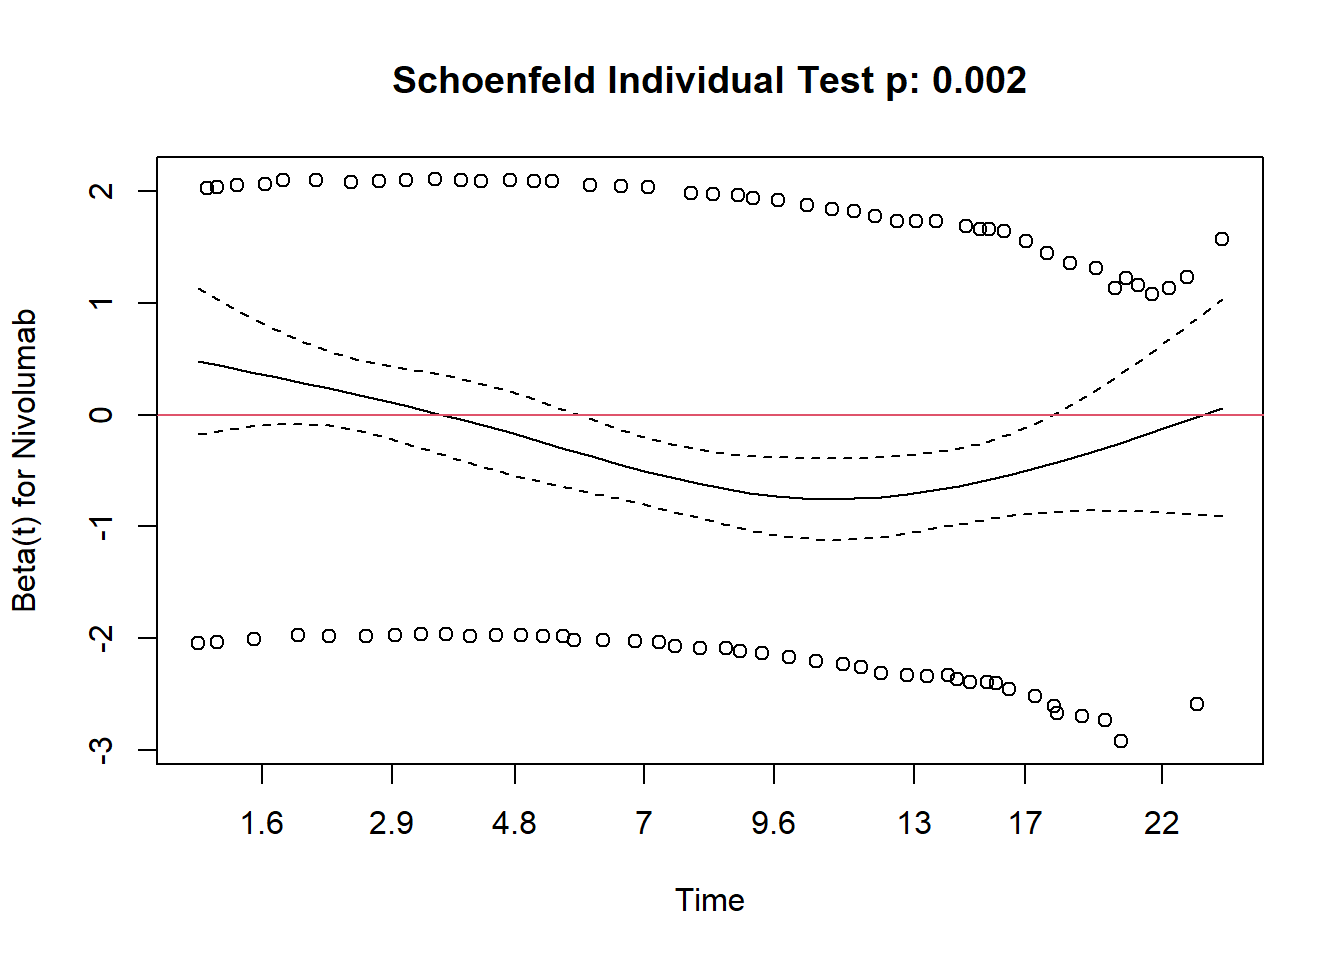 Schoenfeld Individual Test p: 0.002
Beta(t) for Nivolumab
2
1
0
-1
-2
-3
1.6 2.9 4.8 7 9.6 13 17 22
Time